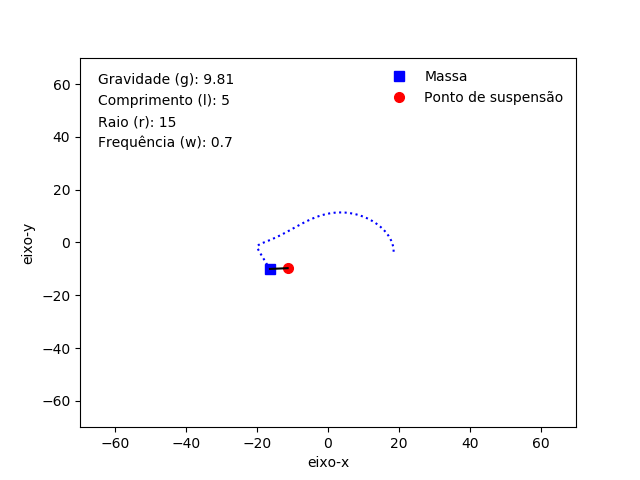 Gravidade (g): 9.81
Comprimento (l): 5
Raio (r): 15
Frequência (w): 0.7
Massa
Ponto de suspensão
60
40
20
0
−20
−40
−60
eixo-y
−60
−40
−20
0
20
40
60
eixo-x